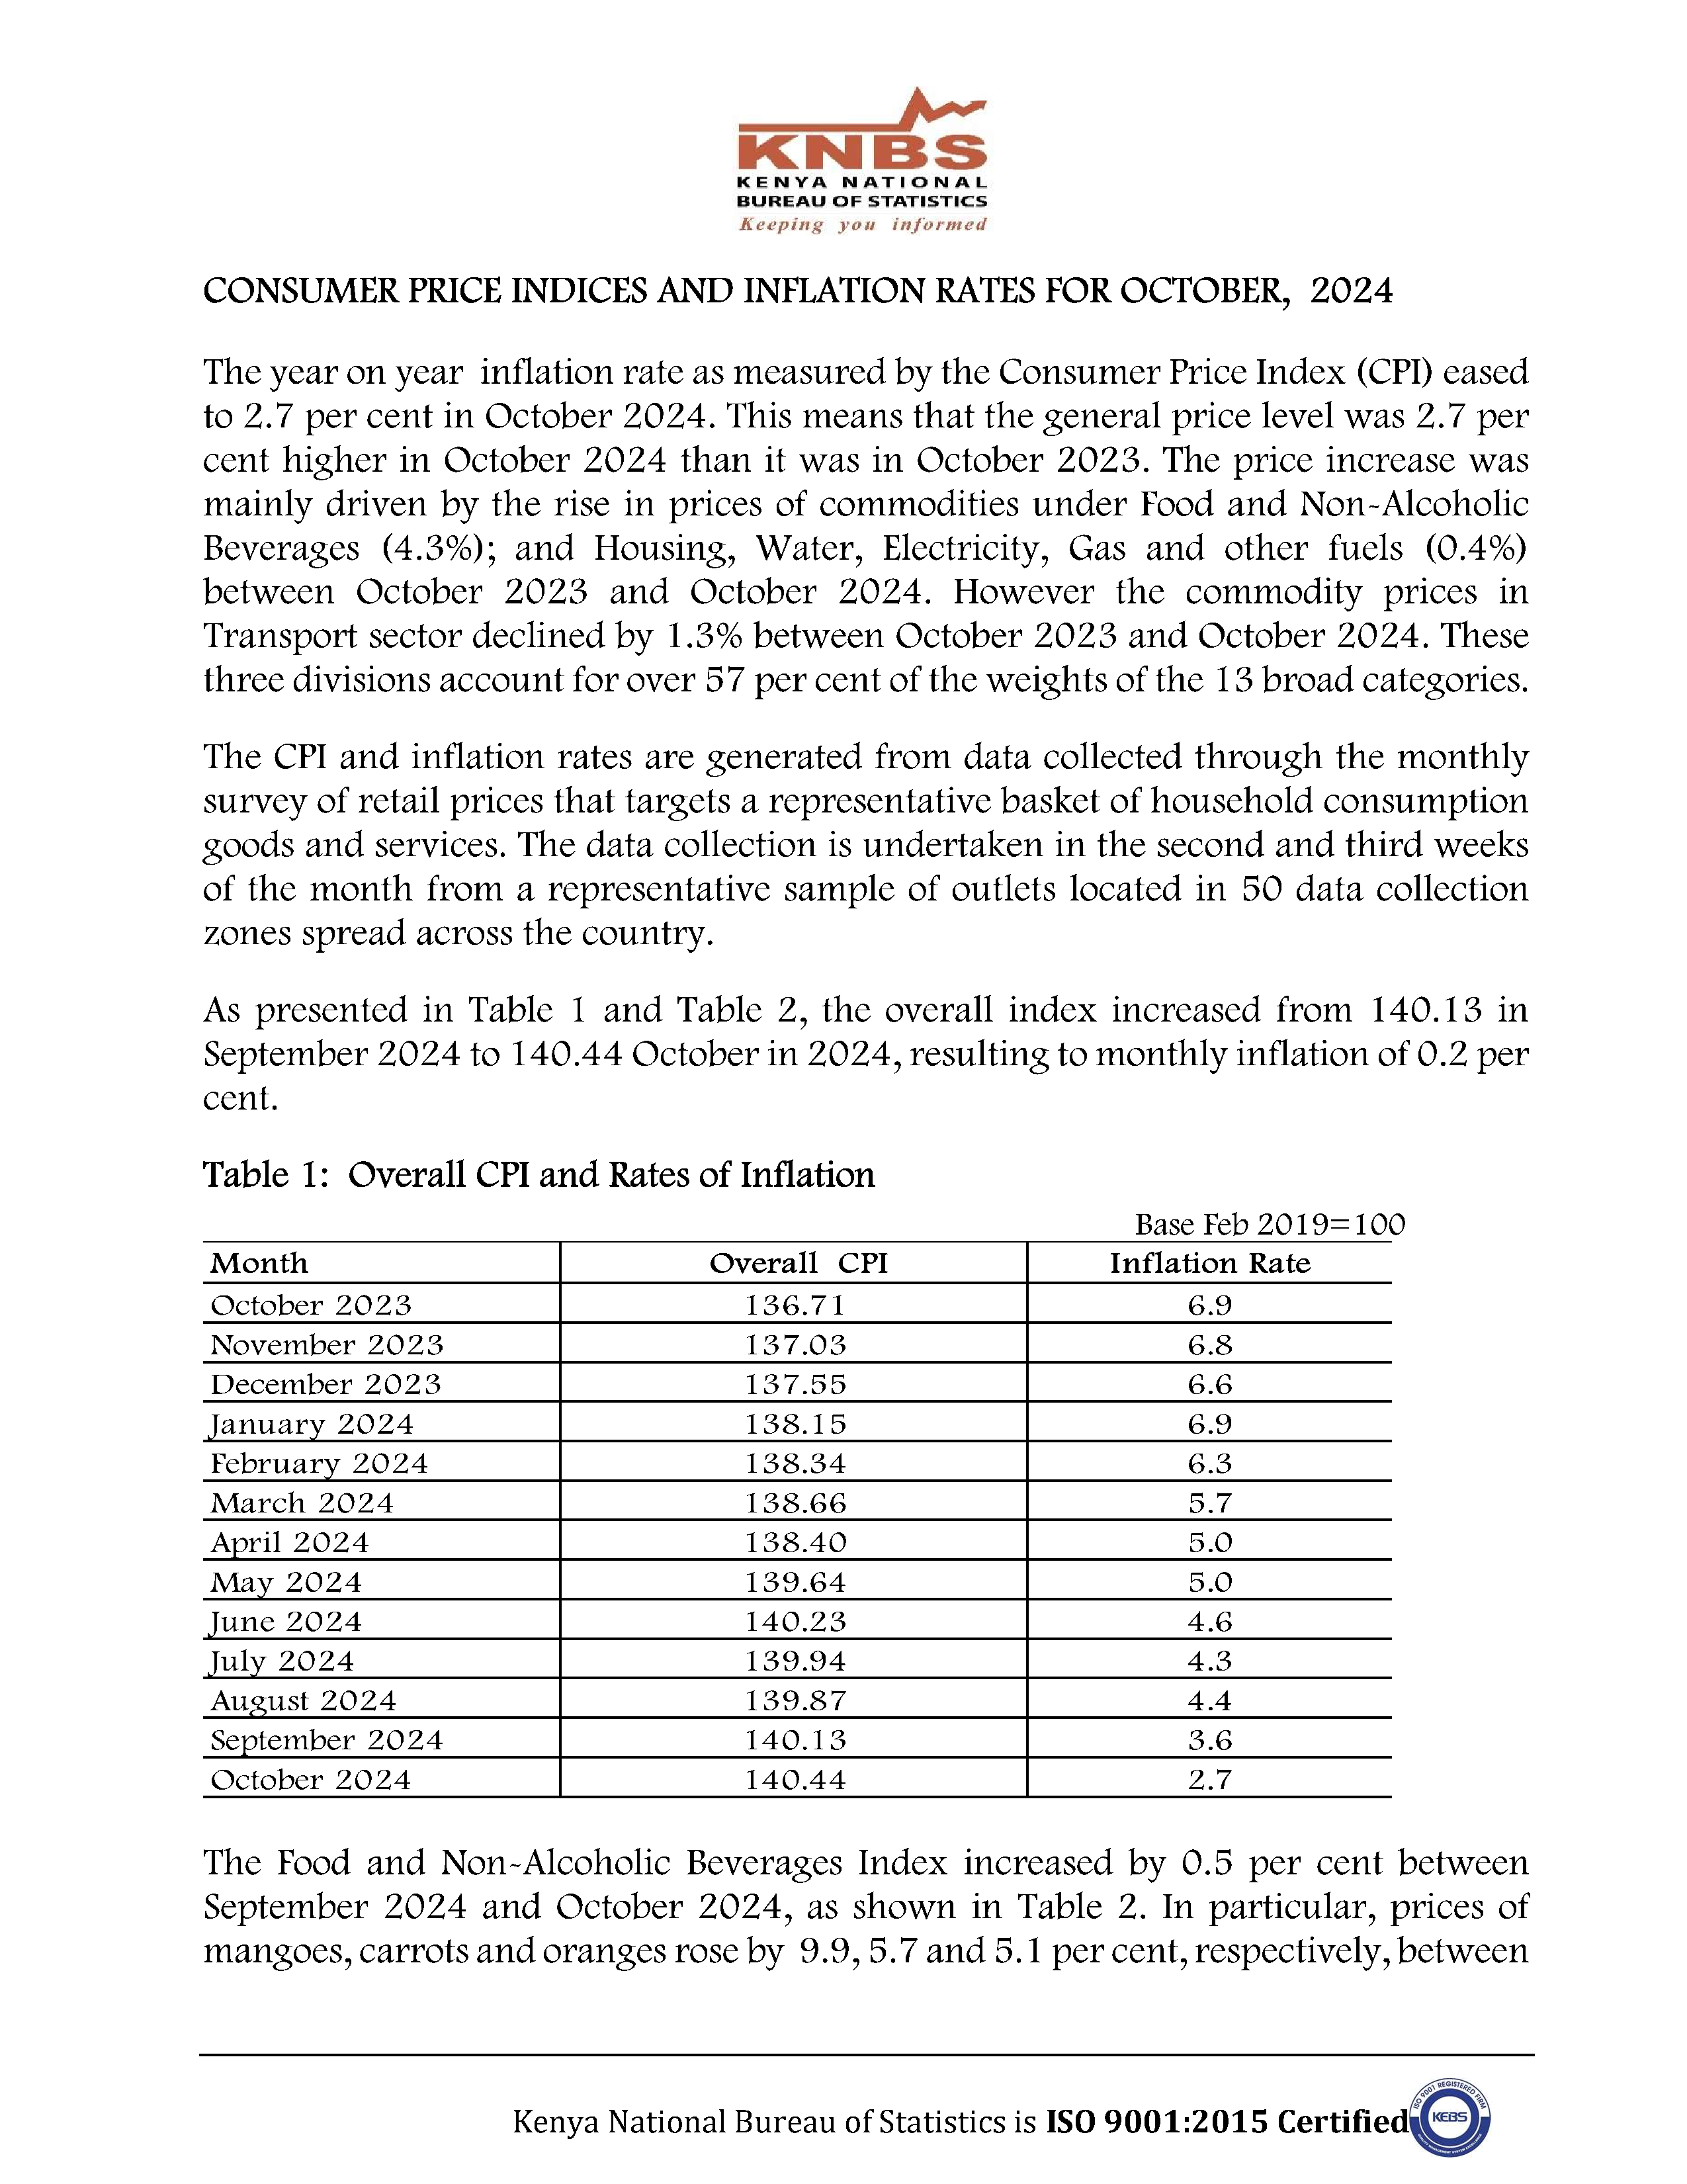 KNBS
KENYA NATIONAL
BUREAU OF STATISTICS
Keeping you informed
CONSUMER PRICE INDICES AND INFLATION RATES FOR OCTOBER, 2024
The year on year inflation rate as measured by the Consumer Price Index (CPI) eased
to 2.7 per cent in October 2024. This means that the general price level was 2.7 per
cent higher in October 2024 than it was in October 2023. The price increase was
mainly driven by the rise in prices of commodities under Food and Non-Alcoholic
Beverages (4.3%); and Housing, Water, Electricity, Gas and other fuels (0.4%)
between October 2023 and October 2024. However the commodity prices in
Transport sector declined by 1.3% between October 2023 and October 2024. These
three divisions account for over 57 per cent of the weights of the 13 broad categories.
The CPI and inflation rates are generated from data collected through the monthly
survey of retail prices that targets a representative basket of household consumption
goods and services. The data collection is undertaken in the second and third weeks
of the month from a representative sample of outlets located in 50 data collection
zones spread across the country.
As presented in Table 1 and Table 2, the overall index increased from 140.13 in
September 2024 to 140.44 October in 2024, resulting to monthly inflation of 0.2 per
cent.
Table 1: Overall CPI and Rates of Inflation
Base Feb 2019=100
Month Overall CPI Inflation Rate
October 2023 136.71 6.9
November 2023 137.03 6.8
December 2023 137.55 6.6
January 2024 138.15 6.9
February 2024 138.34 6.3
March 2024 138.66 5.7
April 2024 138.40 5.0
May 2024 139.64 5.0
June 2024 140.23 4.6
July 2024 139.94 4.3
August 2024 139.87 4.4
September 2024 140.13 3.6
October 2024 140.44 2.7
The Food and Non-Alcoholic Beverages Index increased by 0.5 per cent between
September 2024 and October 2024, as shown in Table 2. In particular, prices of
mangoes, carrots and oranges rose by 9.9, 5.7 and 5.1 per cent, respectively, between
Kenya National Bureau of Statistics is ISO 9001:2015 Certified
ISO 9001 REGISTERED FIRM
KEBS